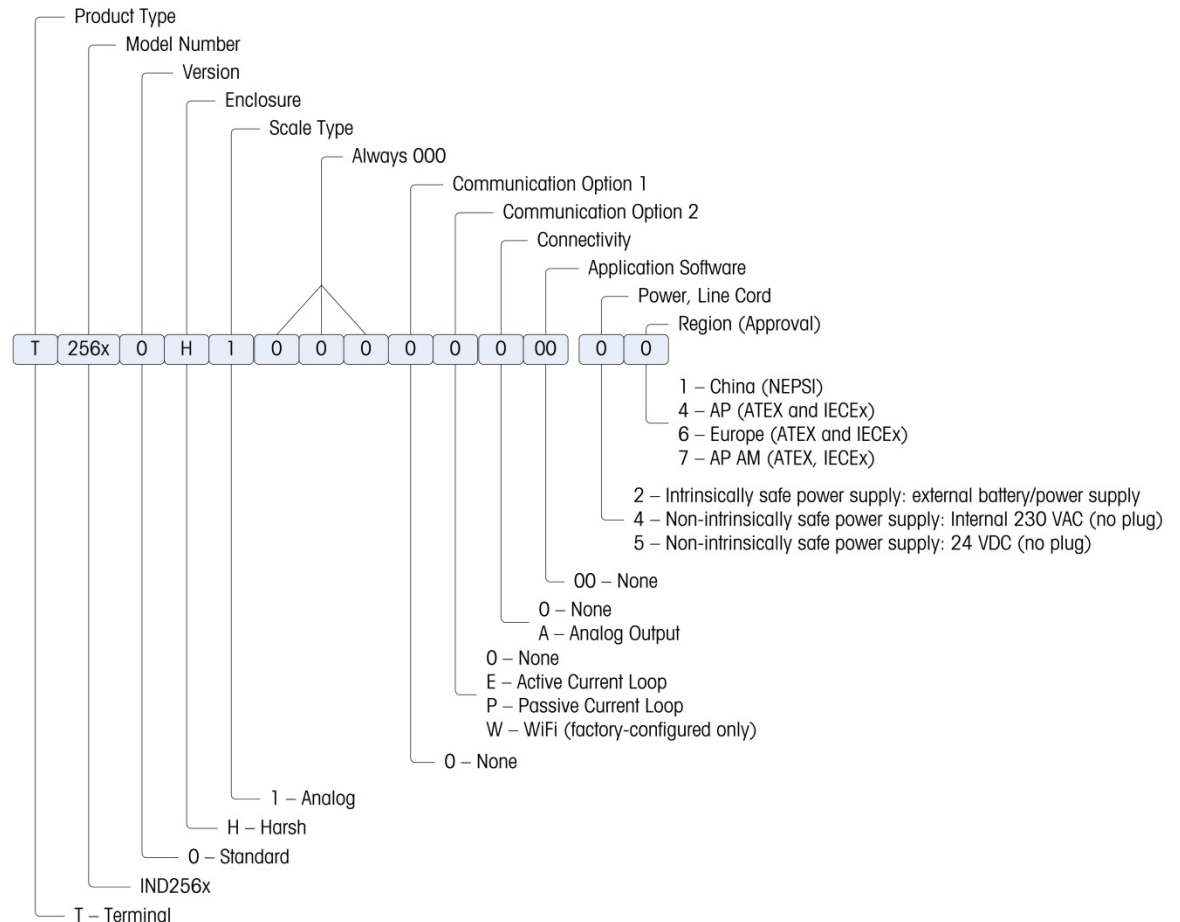 Product Type
Model Number
Version
Enclosure
Scale Type
Always 000
Communication Option 1
Communication Option 2
Connectivity
Application Software
Power, Line Cord
Region (Approval)
T 256x 0 H 1 0 0 0 0 0 0 00 0 0
1 – China (NEPSI)
4 – AP (ATEX and IECEx)
6 – Europe (ATEX and IECEx)
7 – AP AM (ATEX, IECEx)
2 – Intrinsically safe power supply: external battery/power supply
4 – Non-intrinsically safe power supply: Internal 230 VAC (no plug)
5 – Non-intrinsically safe power supply: 24 VDC (no plug)
00 – None
0 – None
A – Analog Output
0 – None
E – Active Current Loop
P – Passive Current Loop
W – WiFi (factory-configured only)
0 – None
1 – Analog
H – Harsh
0 – Standard
IND256x
T – Terminal